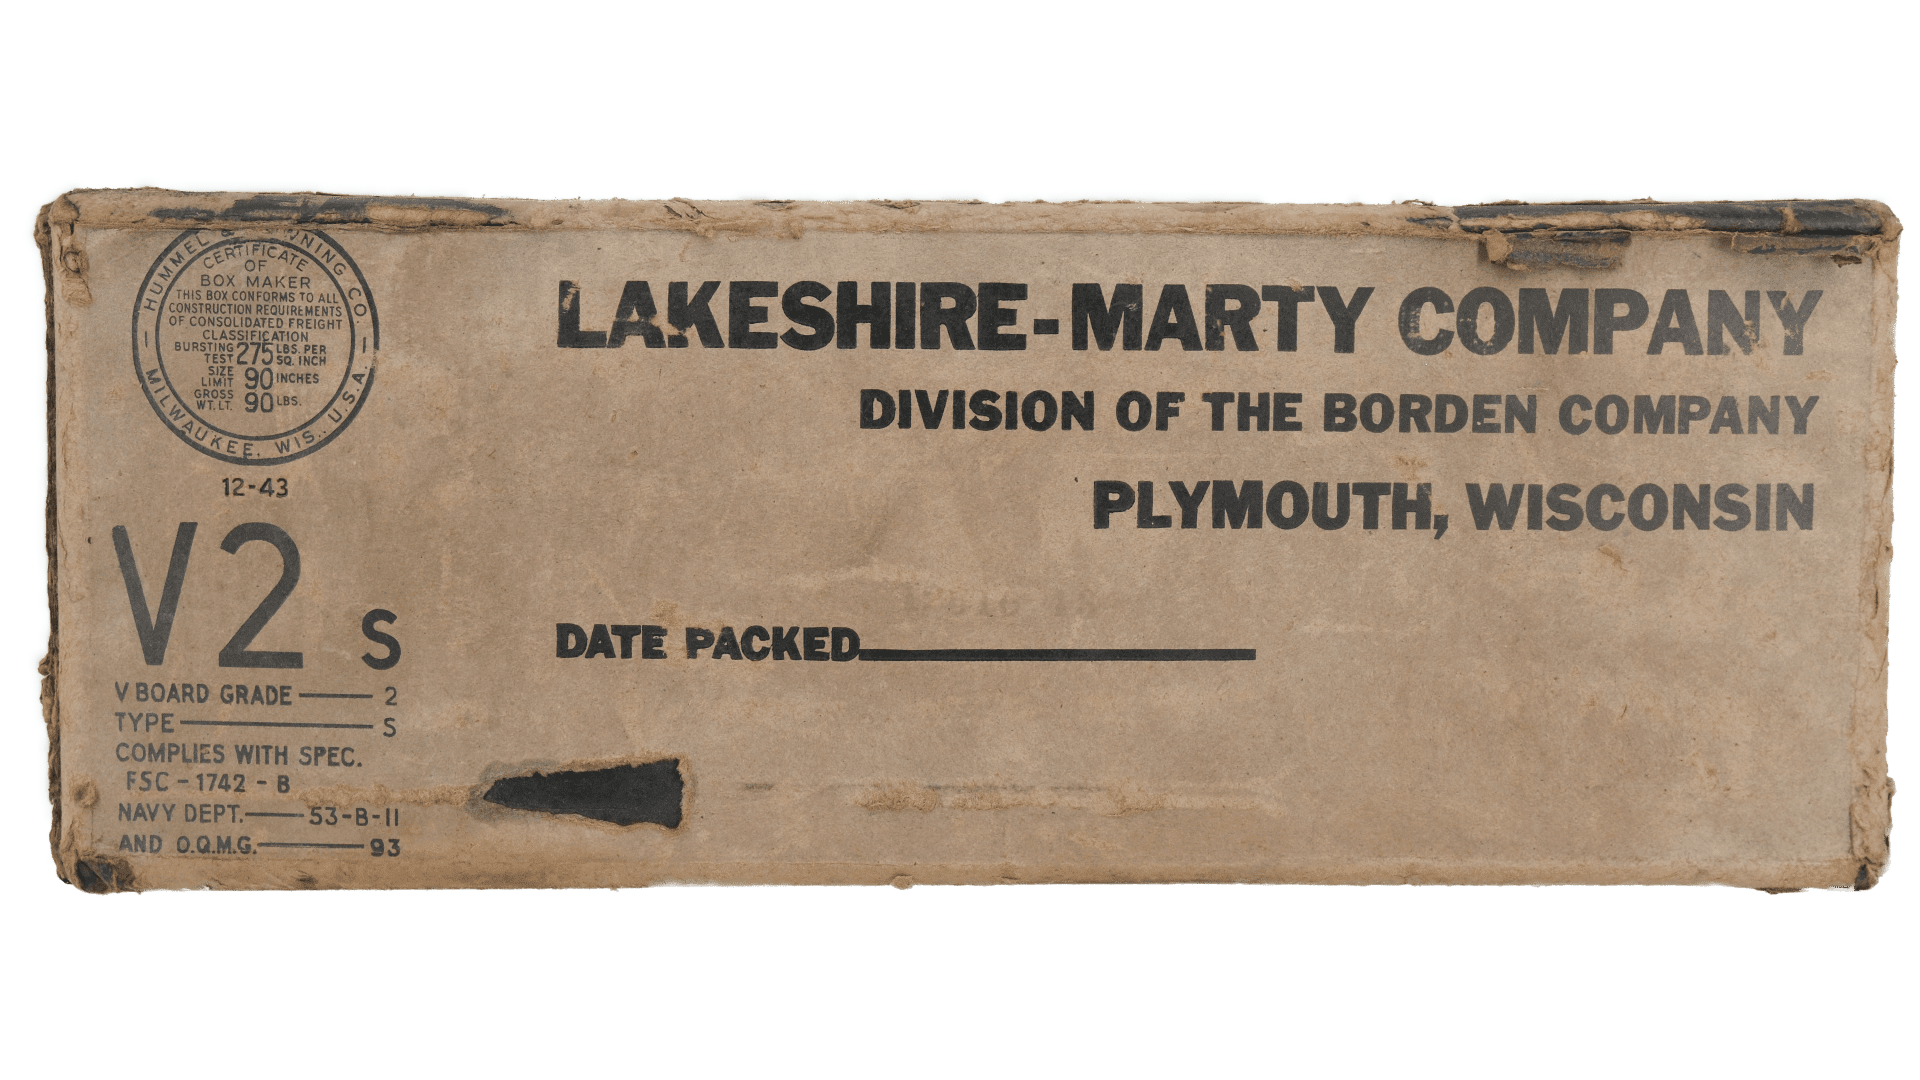 HUMMEL & NING CO.
MILWAUKEE, WIS., U.S.A.
CERTIFICATE
OF
BOX MAKER
THIS BOX CONFORMS TO ALL
CONSTRUCTION REQUIREMENTS
OF CONSOLIDATED FREIGHT
CLASSIFICATION
BURSTING TEST 275 LBS. PER SQ. INCH
SIZE LIMIT 90 INCHES
GROSS WT. LT. 90 LBS.
12-43
V2 S
V BOARD GRADE 2
TYPE S
COMPLIES WITH SPEC.
FSC - 1742 - B
NAVY DEPT. 53-B-11
AND O.Q.M.G. 93
LAKESHIRE-MARTY COMPANY
DIVISION OF THE BORDEN COMPANY
PLYMOUTH, WISCONSIN
DATE PACKED